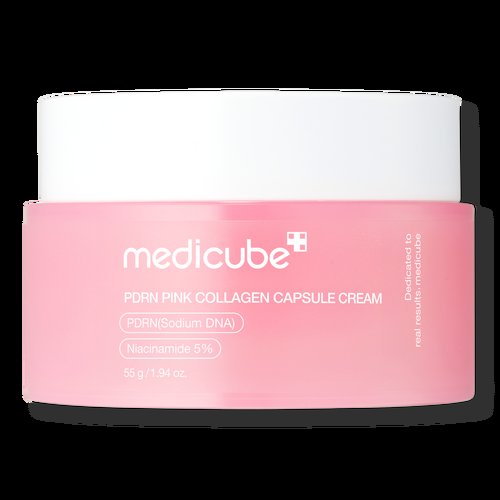 medicube
PDRN PINK COLLAGEN CAPSULE CREAM
PDRN(Sodium DNA)
Niacinamide 5%
55 g / 1.94 oz.
Dedicated to
real results. medicube